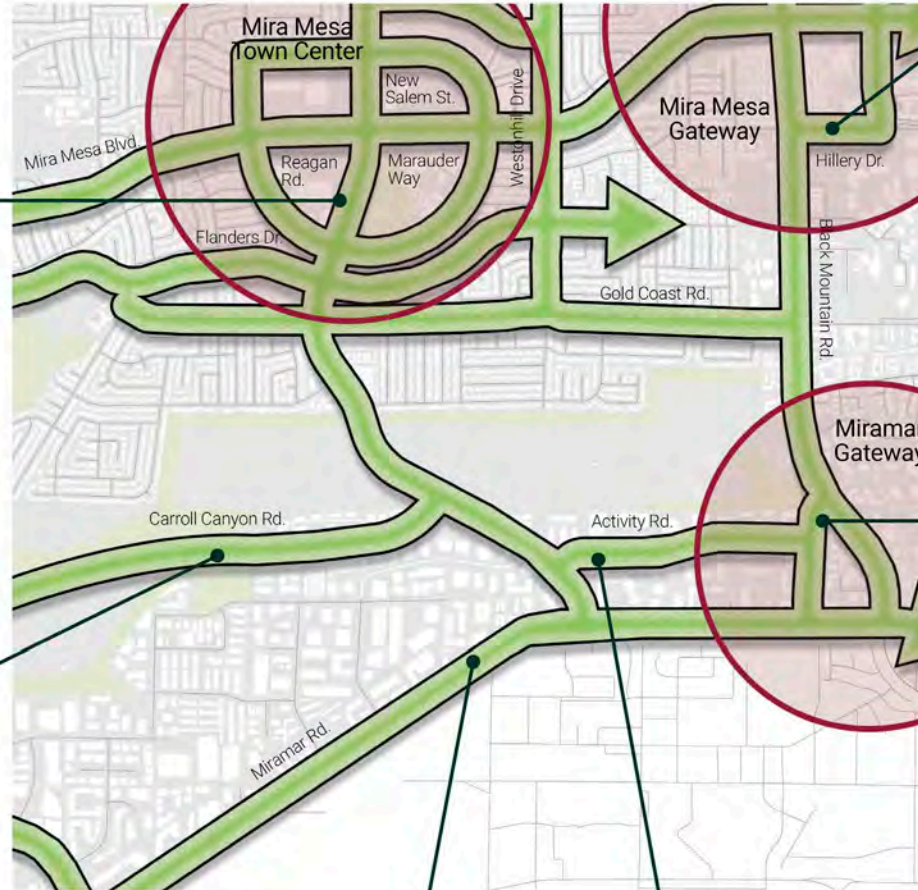 Mira Mesa
Town Center
New
Salem St.
Westonhill Drive
Mira Mesa
Gateway
Hillery Dr.
Mira Mesa Blvd.
Reagan
Rd.
Marauder
Way
Flanders Dr.
Gold Coast Rd.
Black Mountain Rd.
Miramar
Gateway
Carroll Canyon Rd.
Activity Rd.
Miramar Rd.